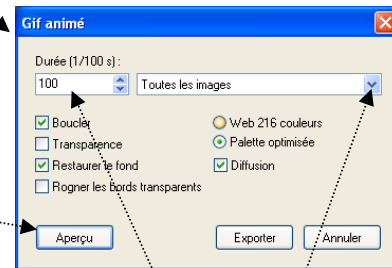 Gif animé
Durée (1/100 s) :
100 Toutes les images
Boucler Web 216 couleurs
Transparence Palette optimisée
Restaurer le fond Diffusion
Rogner les bords transparents
Aperçu Exporter Annuler